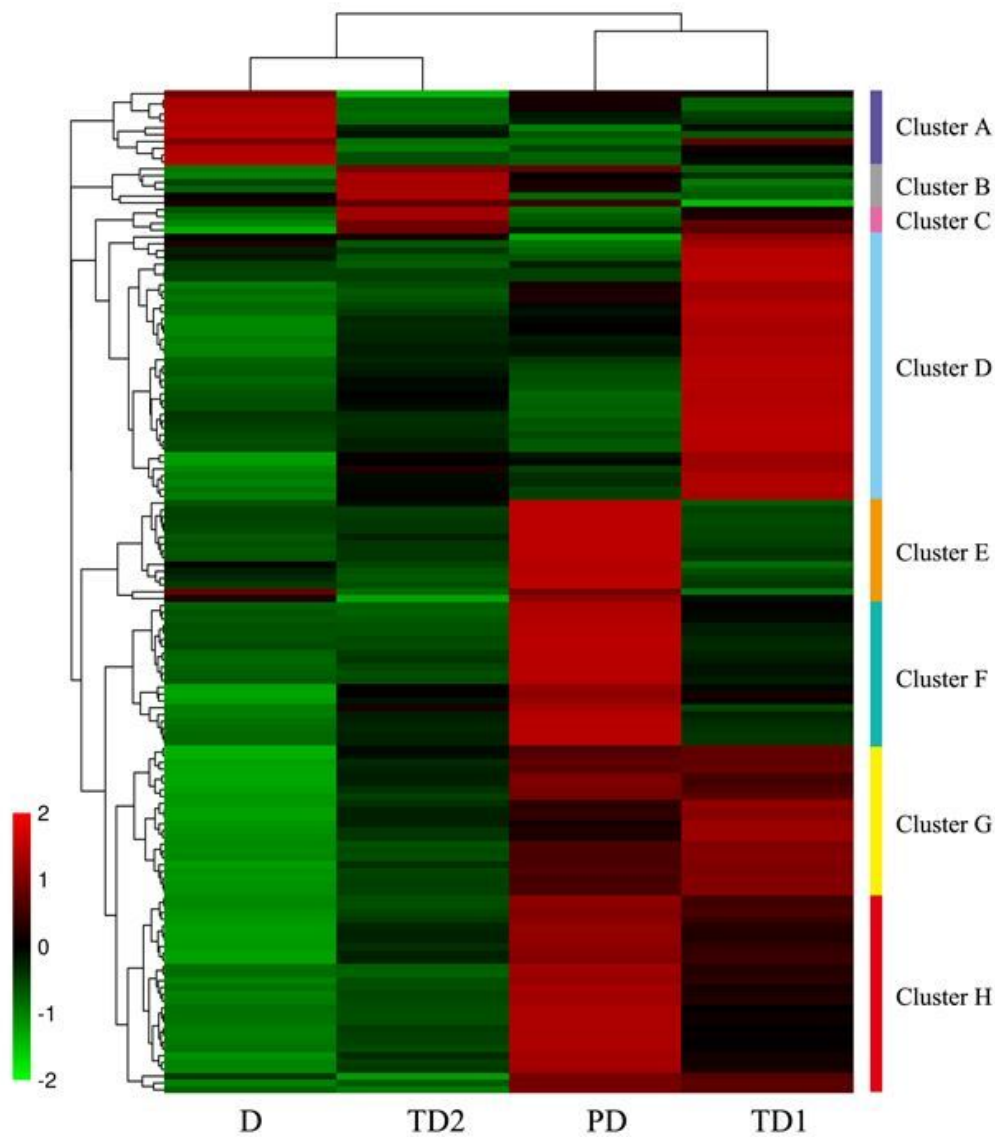 Cluster A
Cluster B
Cluster C
Cluster D
Cluster E
Cluster F
Cluster G
Cluster H
2
1
0
-1
-2
D TD2 PD TD1